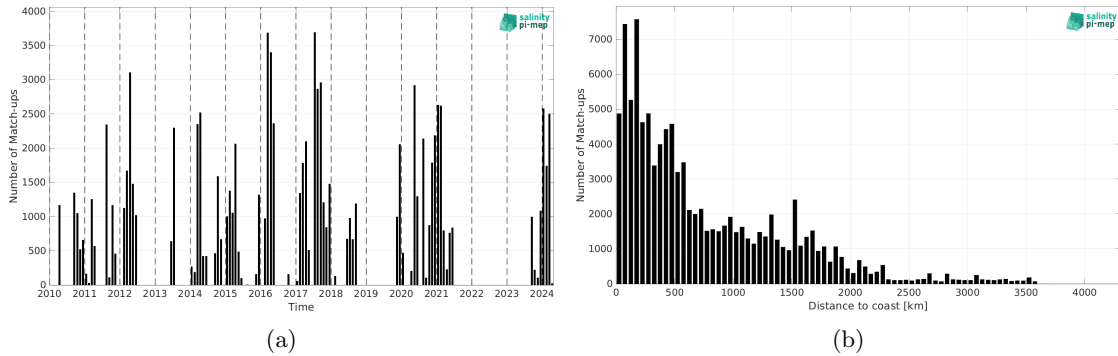 salinity
pi-mep
Number of Match-ups
4000
3500
3000
2500
2000
1500
1000
500
0
2010 2011 2012 2013 2014 2015 2016 2017 2018 2019 2020 2021 2022 2023 2024
Time
(a)
salinity
pi-mep
Number of Match-ups
7000
6000
5000
4000
3000
2000
1000
0
0 500 1000 1500 2000 2500 3000 3500 4000
Distance to coast [km]
(b)